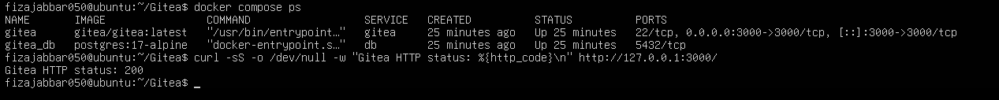 fizajabbar050@ubuntu:~/Gitea$ docker compose ps
NAME       IMAGE                COMMAND                  SERVICE   CREATED          STATUS          PORTS
gitea      gitea/gitea:latest   "/usr/bin/entrypoint…"   gitea     25 minutes ago   Up 25 minutes   22/tcp, 0.0.0.0:3000->3000/tcp, [::]:3000->3000/tcp
gitea_db   postgres:17-alpine   "docker-entrypoint.s…"   db        25 minutes ago   Up 25 minutes   5432/tcp
fizajabbar050@ubuntu:~/Gitea$ curl -sS -o /dev/null -w "Gitea HTTP status: %{http_code}\n" http://127.0.0.1:3000/
Gitea HTTP status: 200
fizajabbar050@ubuntu:~/Gitea$ _